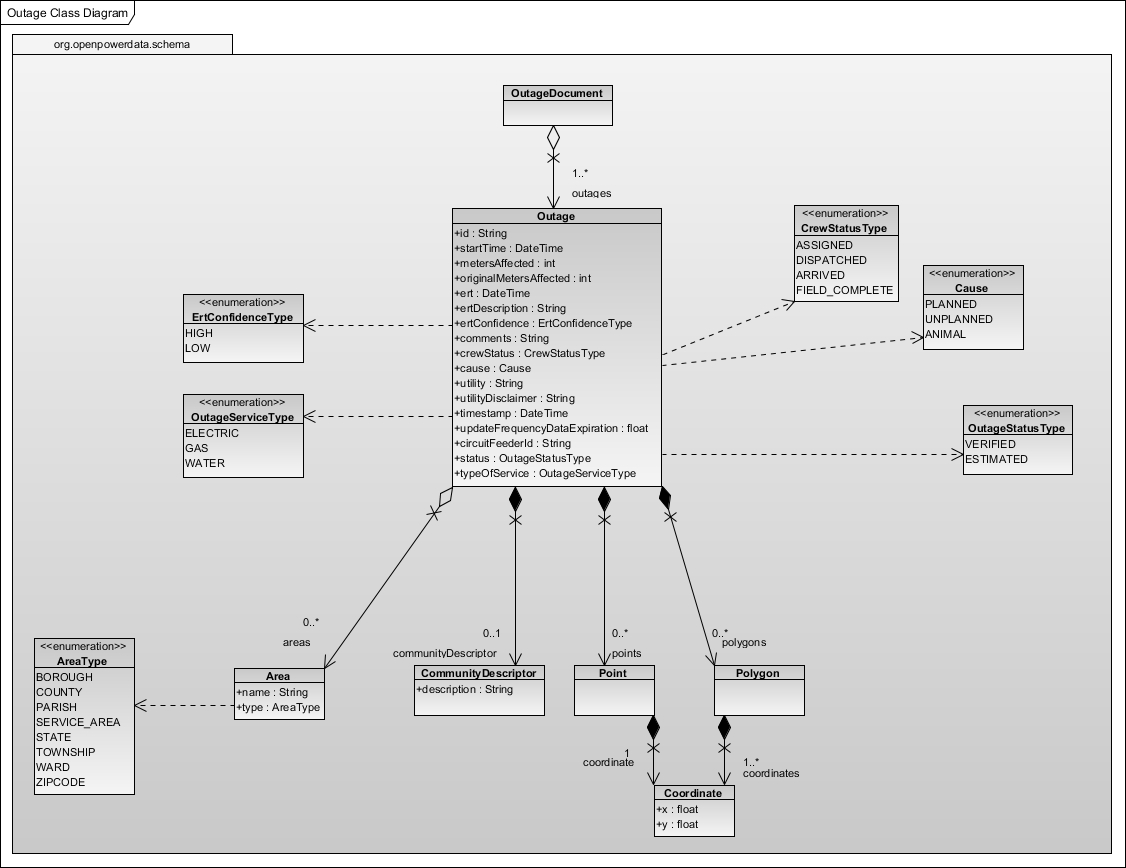 Outage Class Diagram
org.openpowerdata.schema
OutageDocument
1..*
outages
Outage
+id : String
+startTime : DateTime
+metersAffected : int
+originalMetersAffected : int
+ert : DateTime
+ertDescription : String
+ertConfidence : ErtConfidenceType
+comments : String
+crewStatus : CrewStatusType
+cause : Cause
+utility : String
+utilityDisclaimer : String
+timestamp : DateTime
+updateFrequencyDataExpiration : float
+circuitFeederId : String
+status : OutageStatusType
+typeOfService : OutageServiceType
<<enumeration>>
CrewStatusType
ASSIGNED
DISPATCHED
ARRIVED
FIELD_COMPLETE
<<enumeration>>
Cause
PLANNED
UNPLANNED
ANIMAL
<<enumeration>>
ErtConfidenceType
HIGH
LOW
<<enumeration>>
OutageServiceType
ELECTRIC
GAS
WATER
<<enumeration>>
OutageStatusType
VERIFIED
ESTIMATED
0..*
areas
0..1
communityDescriptor
0..*
points
0..*
polygons
<<enumeration>>
AreaType
BOROUGH
COUNTY
PARISH
SERVICE_AREA
STATE
TOWNSHIP
WARD
ZIPCODE
Area
+name : String
+type : AreaType
CommunityDescriptor
+description : String
Point
Polygon
1
coordinate
1..*
coordinates
Coordinate
+x : float
+y : float